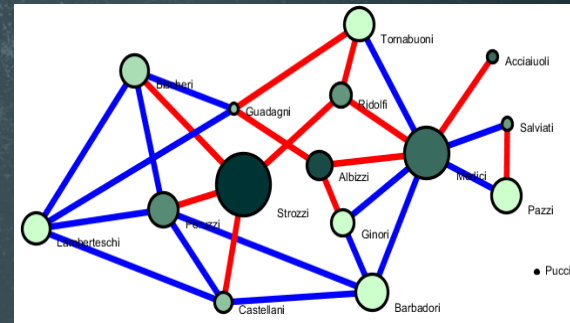 Tornabuoni
Acciaiuoli
Bischeri
Ridolfi
Guadagni
Salviati
Albizzi
Medici
Pazzi
Strozzi
Peruzzi
Ginori
Lamberteschi
Pucci
Castellani
Barbadori